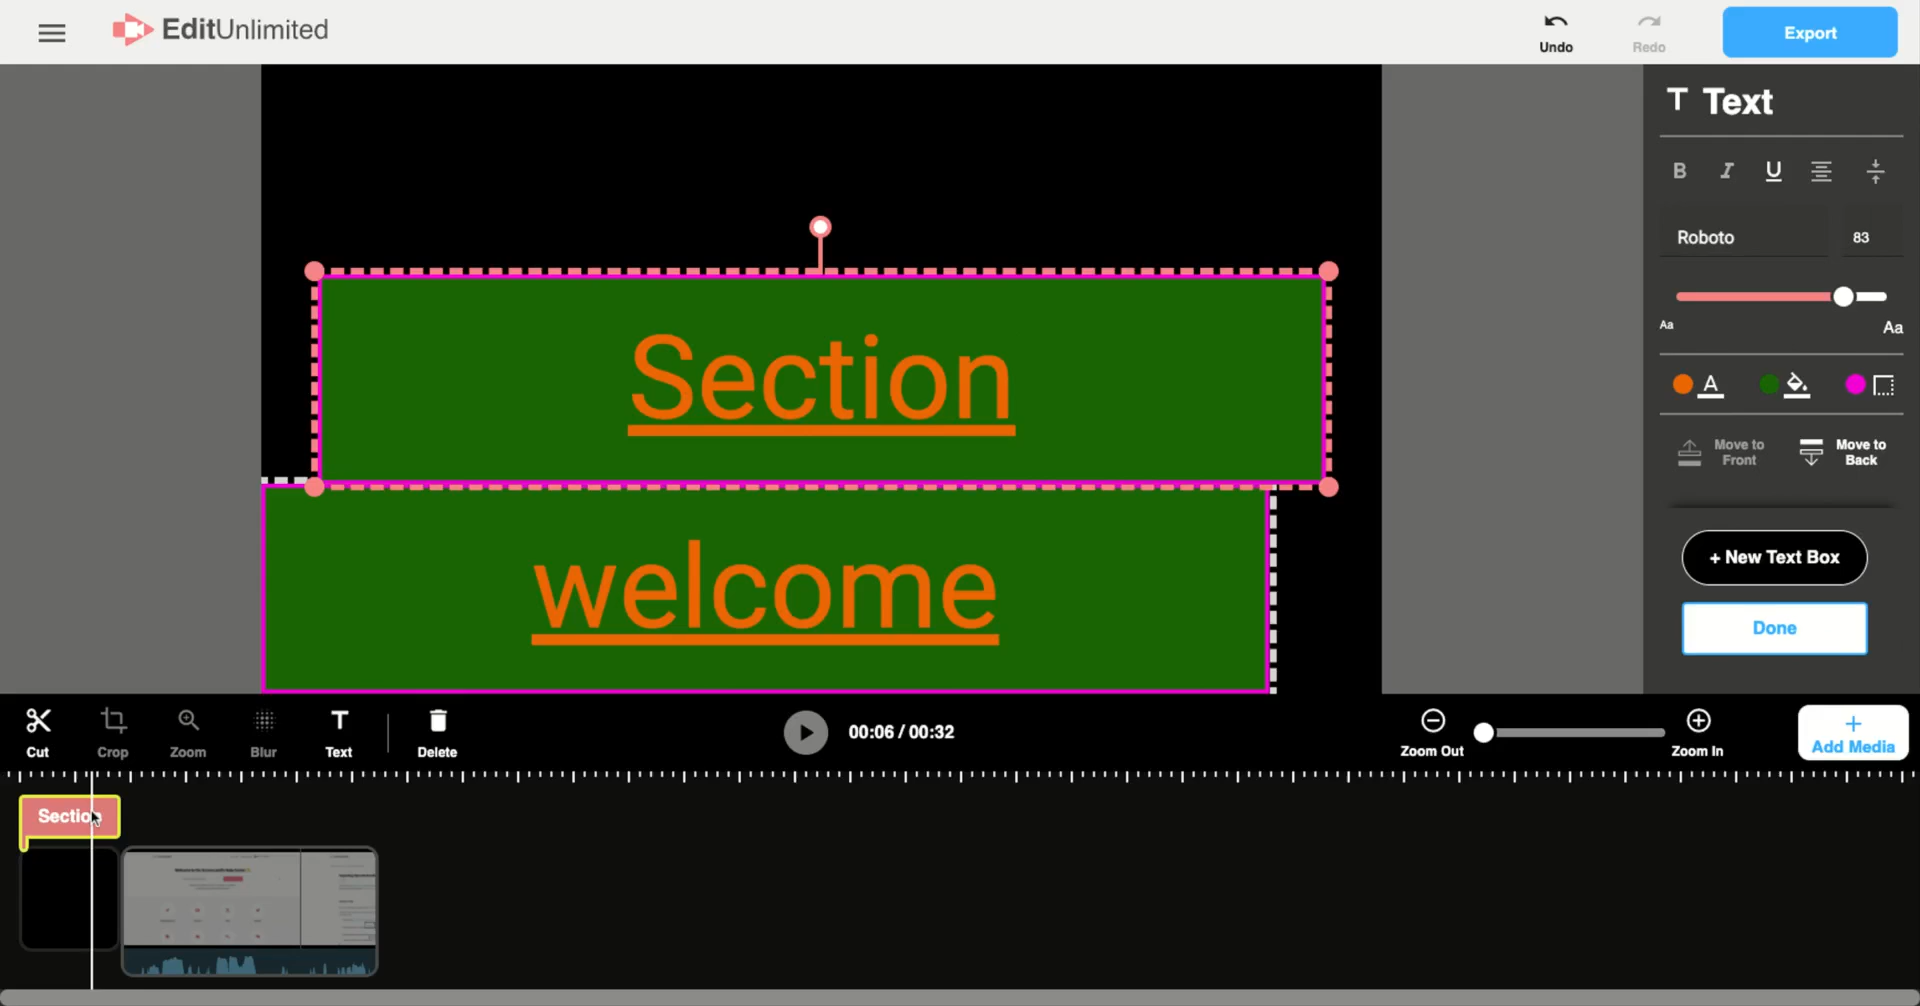 EditUnlimited
Undo
Redo
Export
T Text
B I U
Roboto
83
Section
Aa
Aa
A
Move to
Front
Move to
Back
welcome
+ New Text Box
Done
Cut
Crop
Zoom
Blur
T
Text
Delete
00:06 / 00:32
Zoom Out
Zoom In
+
Add Media
Section